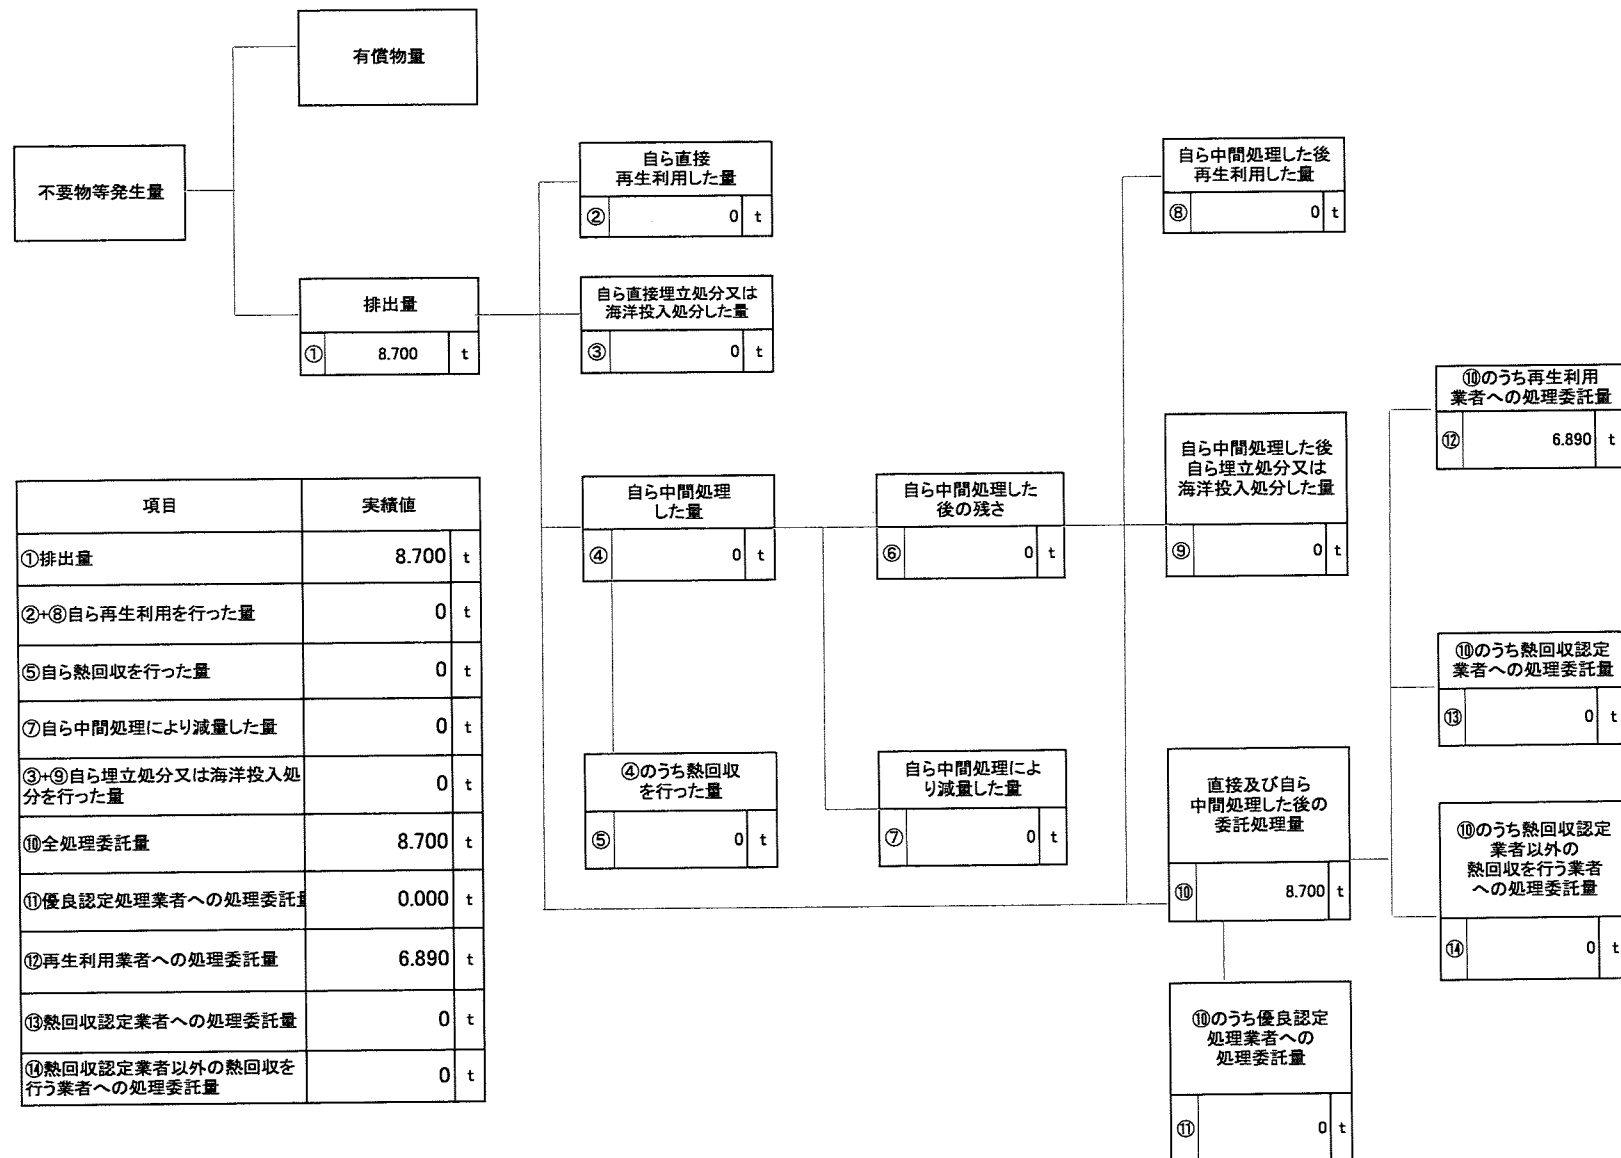 有償物量
不要物等発生量
排出量
① 8.700 t
自ら直接
再生利用した量
② 0 t
自ら直接埋立処分又は
海洋投入処分した量
③ 0 t
自ら中間処理
した量
④ 0 t
④のうち熱回収
を行った量
⑤ 0 t
自ら中間処理した
後の残さ
⑥ 0 t
自ら中間処理によ
り減量した量
⑦ 0 t
自ら中間処理した後
再生利用した量
⑧ 0 t
自ら中間処理した後
自ら埋立処分又は
海洋投入処分した量
⑨ 0 t
直接及び自ら
中間処理した後の
委託処理量
⑩ 8.700 t
⑩のうち優良認定
処理業者への
処理委託量
⑪ 0 t
⑩のうち再生利用
業者への処理委託量
⑫ 6.890 t
⑩のうち熱回収認定
業者への処理委託量
⑬ 0 t
⑩のうち熱回収認定
業者以外の
熱回収を行う業者
への処理委託量
⑭ 0 t
項目 実績値
①排出量 8.700 t
②+⑧自ら再生利用を行った量 0 t
⑤自ら熱回収を行った量 0 t
⑦自ら中間処理により減量した量 0 t
③+⑨自ら埋立処分又は海洋投入処
分を行った量 0 t
⑩全処理委託量 8.700 t
⑪優良認定処理業者への処理委託量 0.000 t
⑫再生利用業者への処理委託量 6.890 t
⑬熱回収認定業者への処理委託量 0 t
⑭熱回収認定業者以外の熱回収を
行う業者への処理委託量 0 t